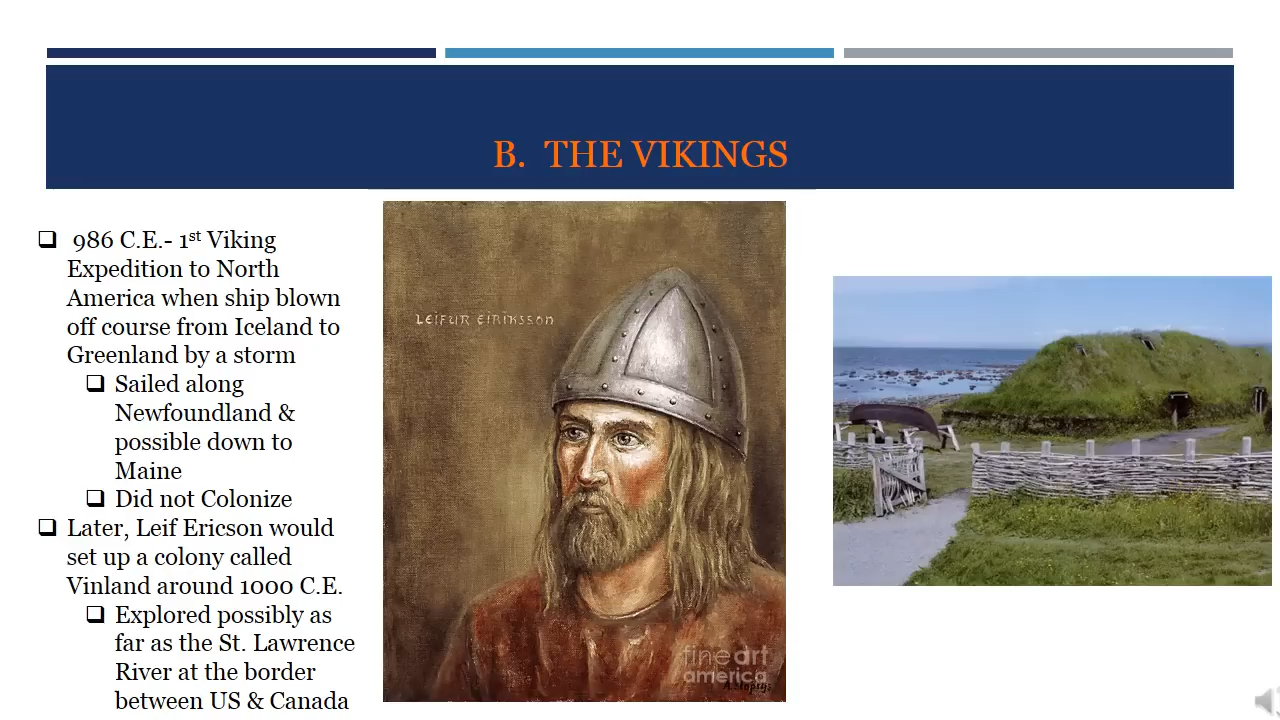 B. THE VIKINGS
❑ 986 C.E.- 1st Viking
Expedition to North
America when ship blown
off course from Iceland to
Greenland by a storm
❑ Sailed along
Newfoundland &
possible down to
Maine
❑ Did not Colonize
❑ Later, Leif Ericson would
set up a colony called
Vinland around 1000 C.E.
❑ Explored possibly as
far as the St. Lawrence
River at the border
between US & Canada
LEIFUR EIRIKSSON
fine art
america